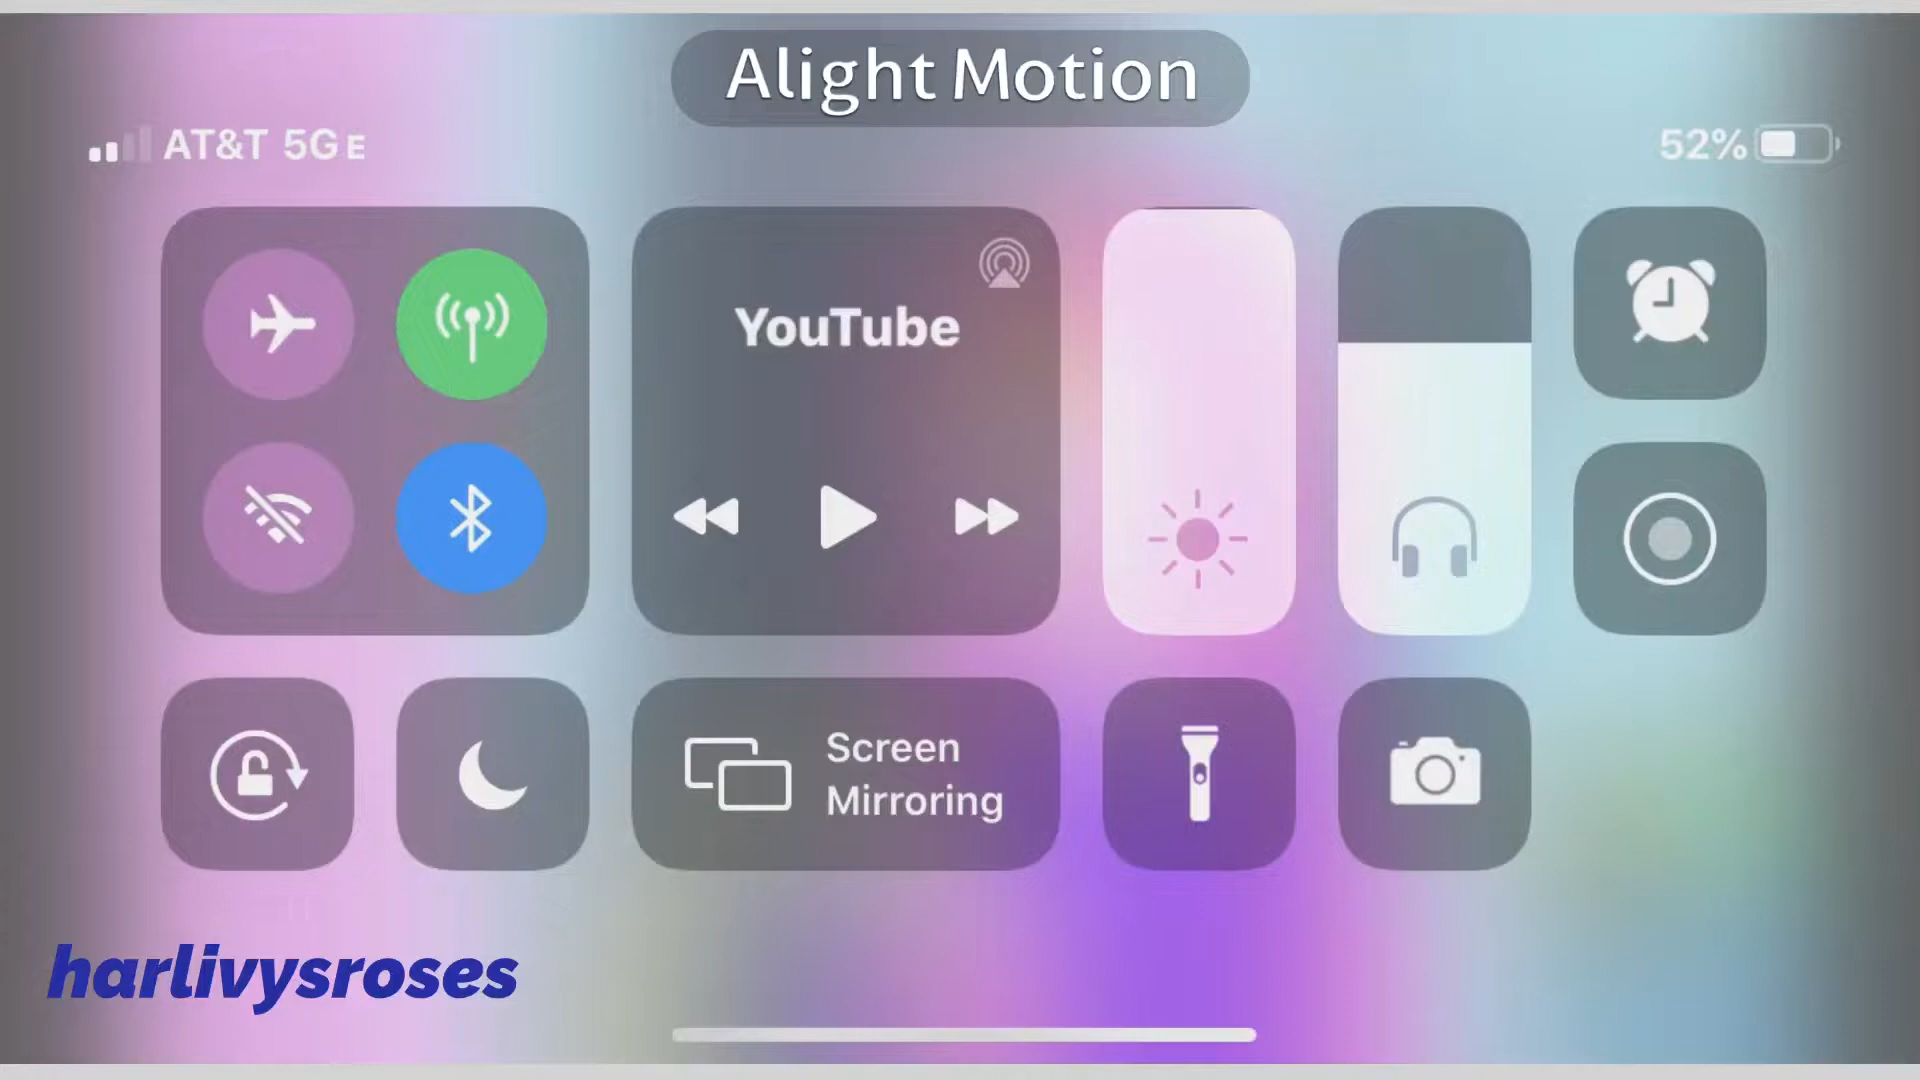 Alight Motion
AT&T 5GE
52%
YouTube
Screen
Mirroring
harlivysroses